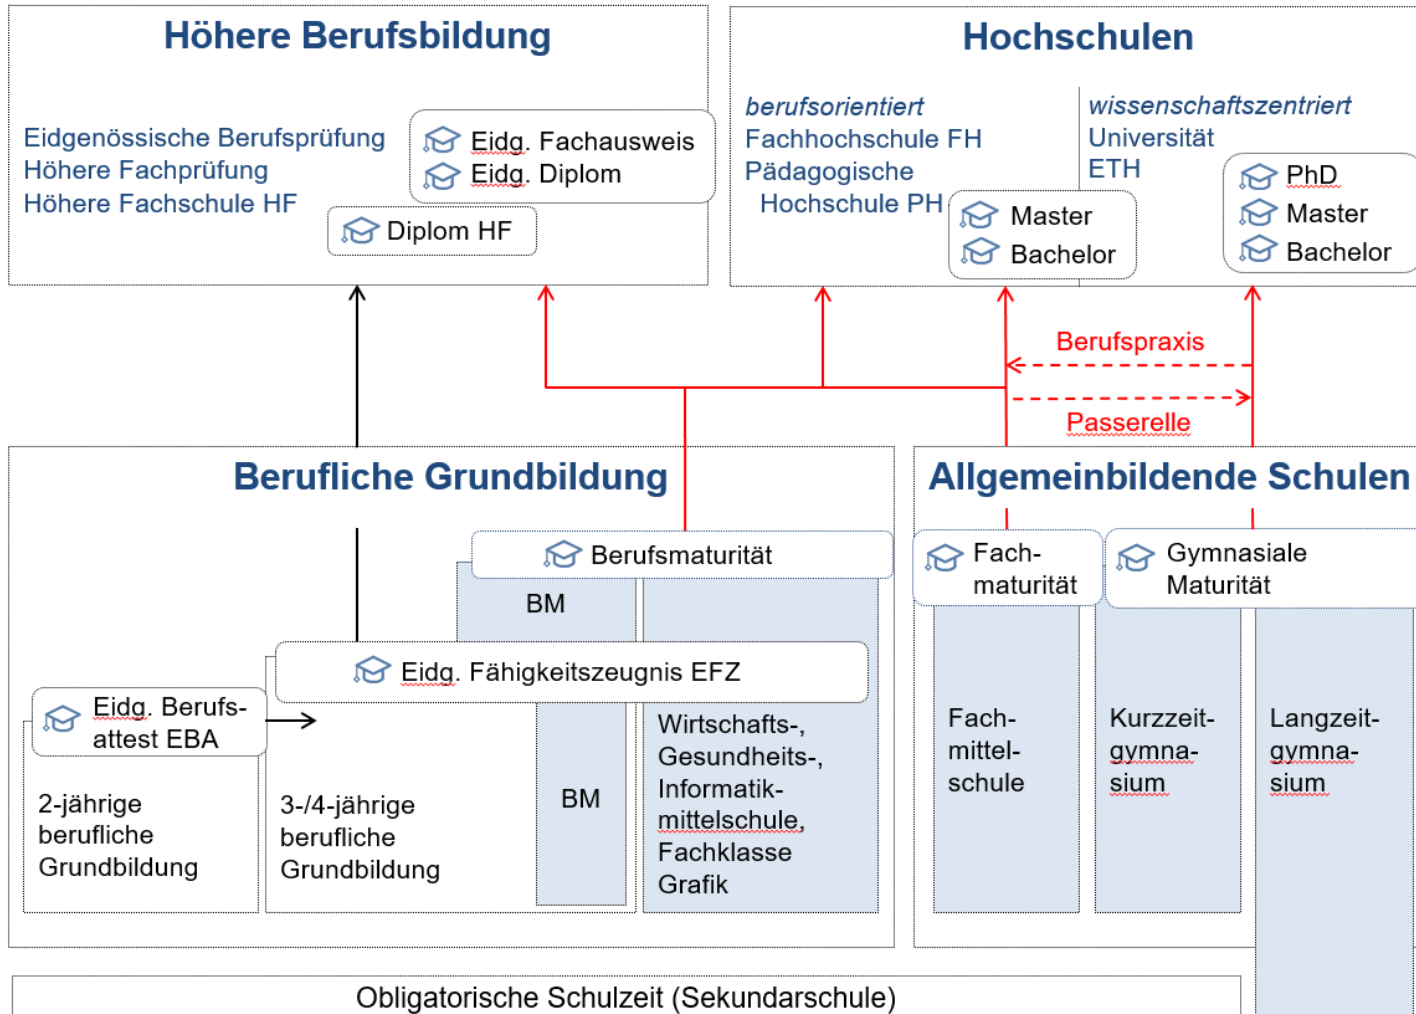 Höhere Berufsbildung
Eidgenössische Berufsprüfung
Höhere Fachprüfung
Höhere Fachschule HF
Eidg. Fachausweis
Eidg. Diplom
Diplom HF
Hochschulen
berufsorientiert
Fachhochschule FH
Pädagogische
Hochschule PH
Master
Bachelor
wissenschaftszentriert
Universität
ETH
PhD
Master
Bachelor
Berufspraxis
Passerelle
Berufliche Grundbildung
Berufsmaturität
BM
Eidg. Fähigkeitszeugnis EFZ
Eidg. Berufs-
attest EBA
2-jährige
berufliche
Grundbildung
3-/4-jährige
berufliche
Grundbildung
BM
Wirtschafts-,
Gesundheits-,
Informatik-
mittelschule,
Fachklasse
Grafik
Allgemeinbildende Schulen
Fach-
maturität
Gymnasiale
Maturität
Fach-
mittel-
schule
Kurzzeit-
gymna-
sium
Langzeit-
gymna-
sium
Obligatorische Schulzeit (Sekundarschule)